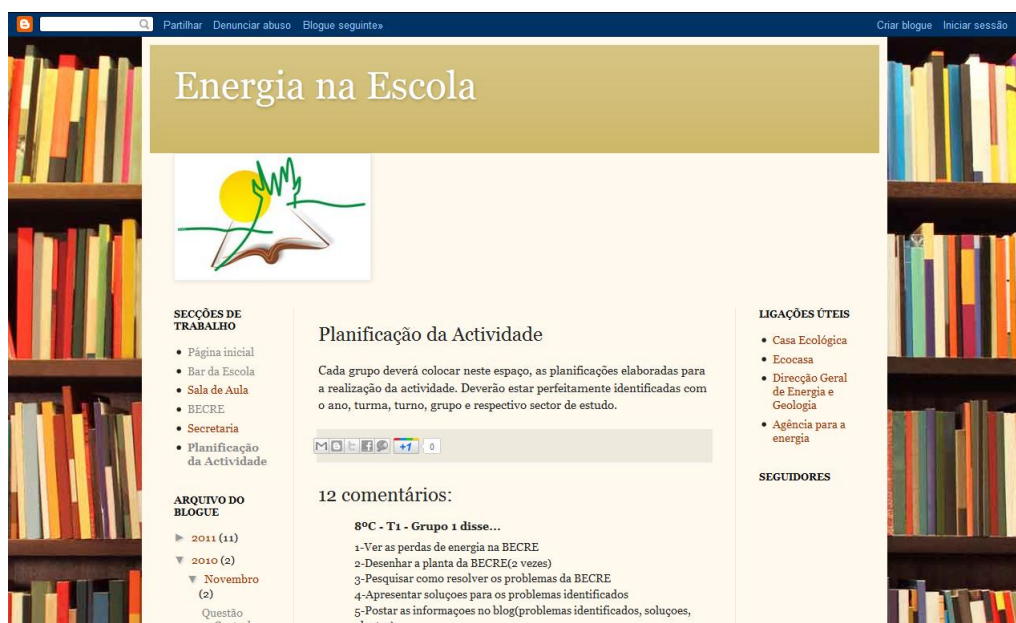 Partilhar Denunciar abuso Blogue seguinte»
Criar blogue Iniciar sessão
Energia na Escola
SECÇÕES DE
TRABALHO
Página inicial
Bar da Escola
Sala de Aula
BECRE
Secretaria
Planificação
da Actividade
ARQUIVO DO
BLOGUE
► 2011 (11)
▼ 2010 (2)
▼ Novembro
(2)
Questão
Planificação da Actividade
Cada grupo deverá colocar neste espaço, as planificações elaboradas para
a realização da actividade. Deverão estar perfeitamente identificadas com
o ano, turma, turno, grupo e respectivo sector de estudo.
+1 0
12 comentários:
8ºC - T1 - Grupo 1 disse...
1-Ver as perdas de energia na BECRE
2-Desenhar a planta da BECRE(2 vezes)
3-Pesquisar como resolver os problemas da BECRE
4-Apresentar soluçoes para os problemas identificados
5-Postar as informaçoes no blog(problemas identificados, soluçoes,
LIGAÇÕES ÚTEIS
Casa Ecológica
Ecocasa
Direcção Geral
de Energia e
Geologia
Agência para a
energia
SEGUIDORES